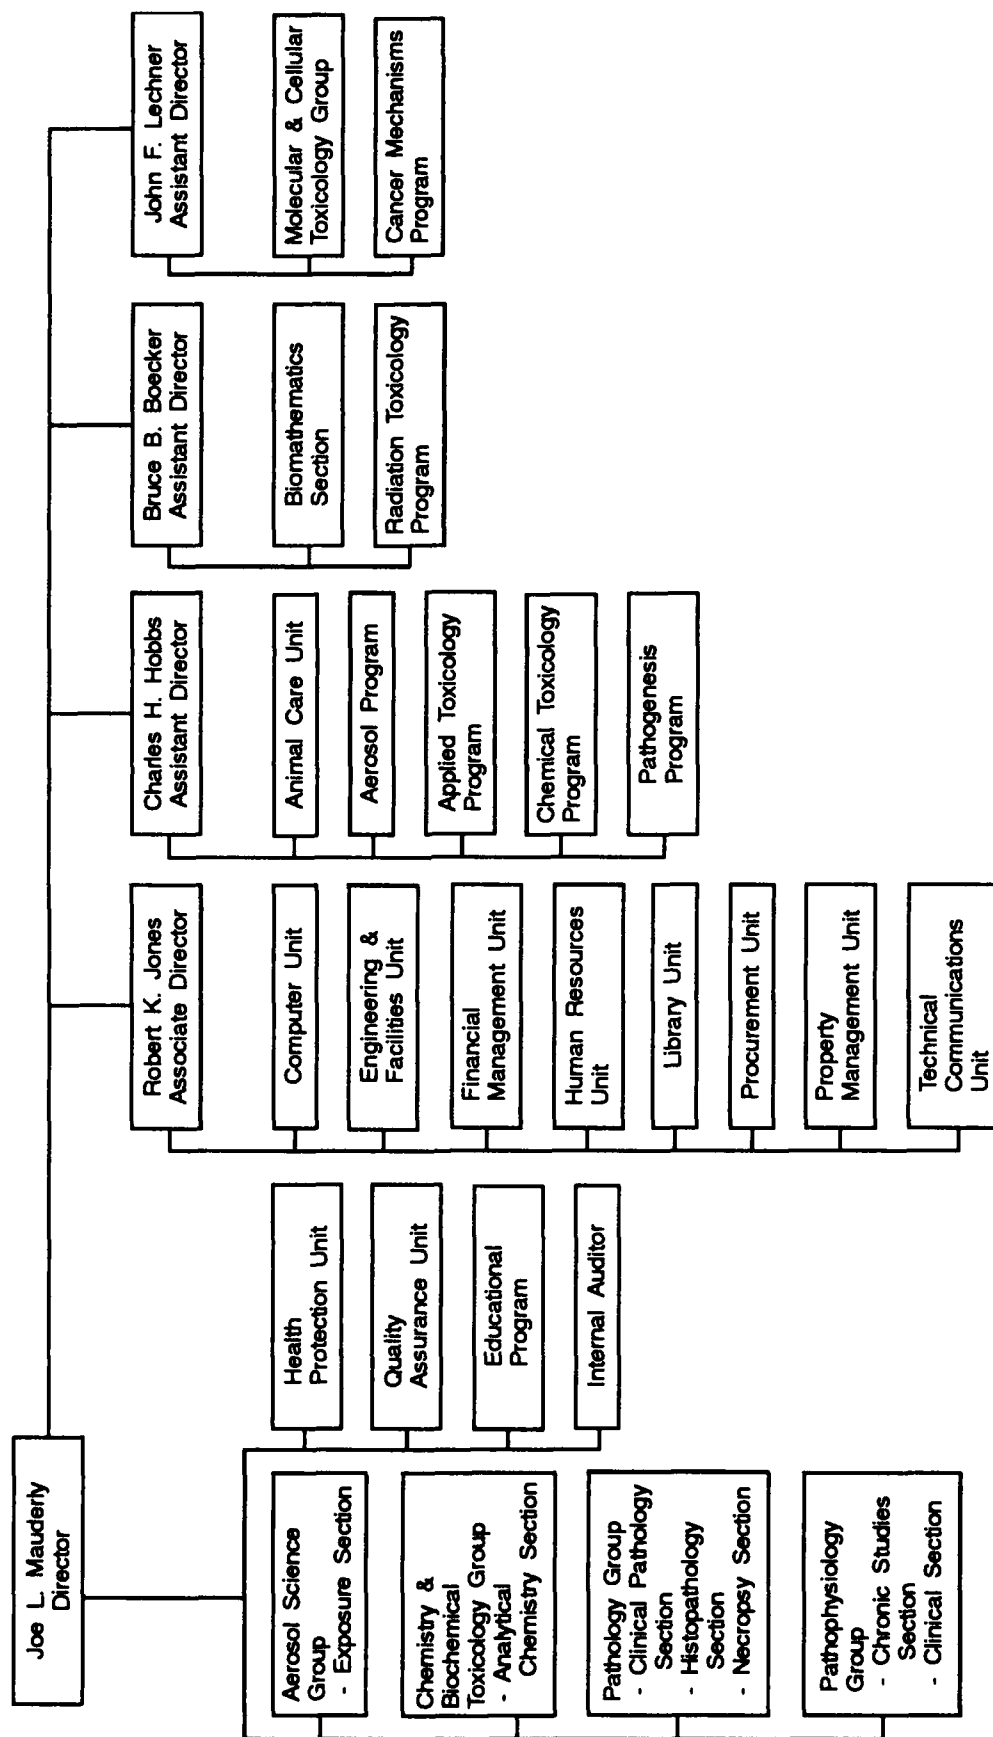 Joe L. Mauderly
Director
Aerosol Science
Group
- Exposure Section
Chemistry &
Biochemical
Toxicology Group
- Analytical
Chemistry Section
Pathology Group
- Clinical Pathology
Section
- Histopathology
Section
- Necropsy Section
Pathophysiology
Group
- Chronic Studies
Section
- Clinical Section
Health
Protection Unit
Quality
Assurance Unit
Educational
Program
Internal Auditor
Robert K. Jones
Associate Director
Computer Unit
Engineering &
Facilities Unit
Financial
Management Unit
Human Resources
Unit
Library Unit
Procurement Unit
Property
Management Unit
Technical
Communications
Unit
Charles H. Hobbs
Assistant Director
Animal Care Unit
Aerosol Program
Applied Toxicology
Program
Chemical Toxicology
Program
Pathogenesis
Program
Bruce B. Boecker
Assistant Director
Biomathematics
Section
Radiation Toxicology
Program
John F. Lechner
Assistant Director
Molecular & Cellular
Toxicology Group
Cancer Mechanisms
Program